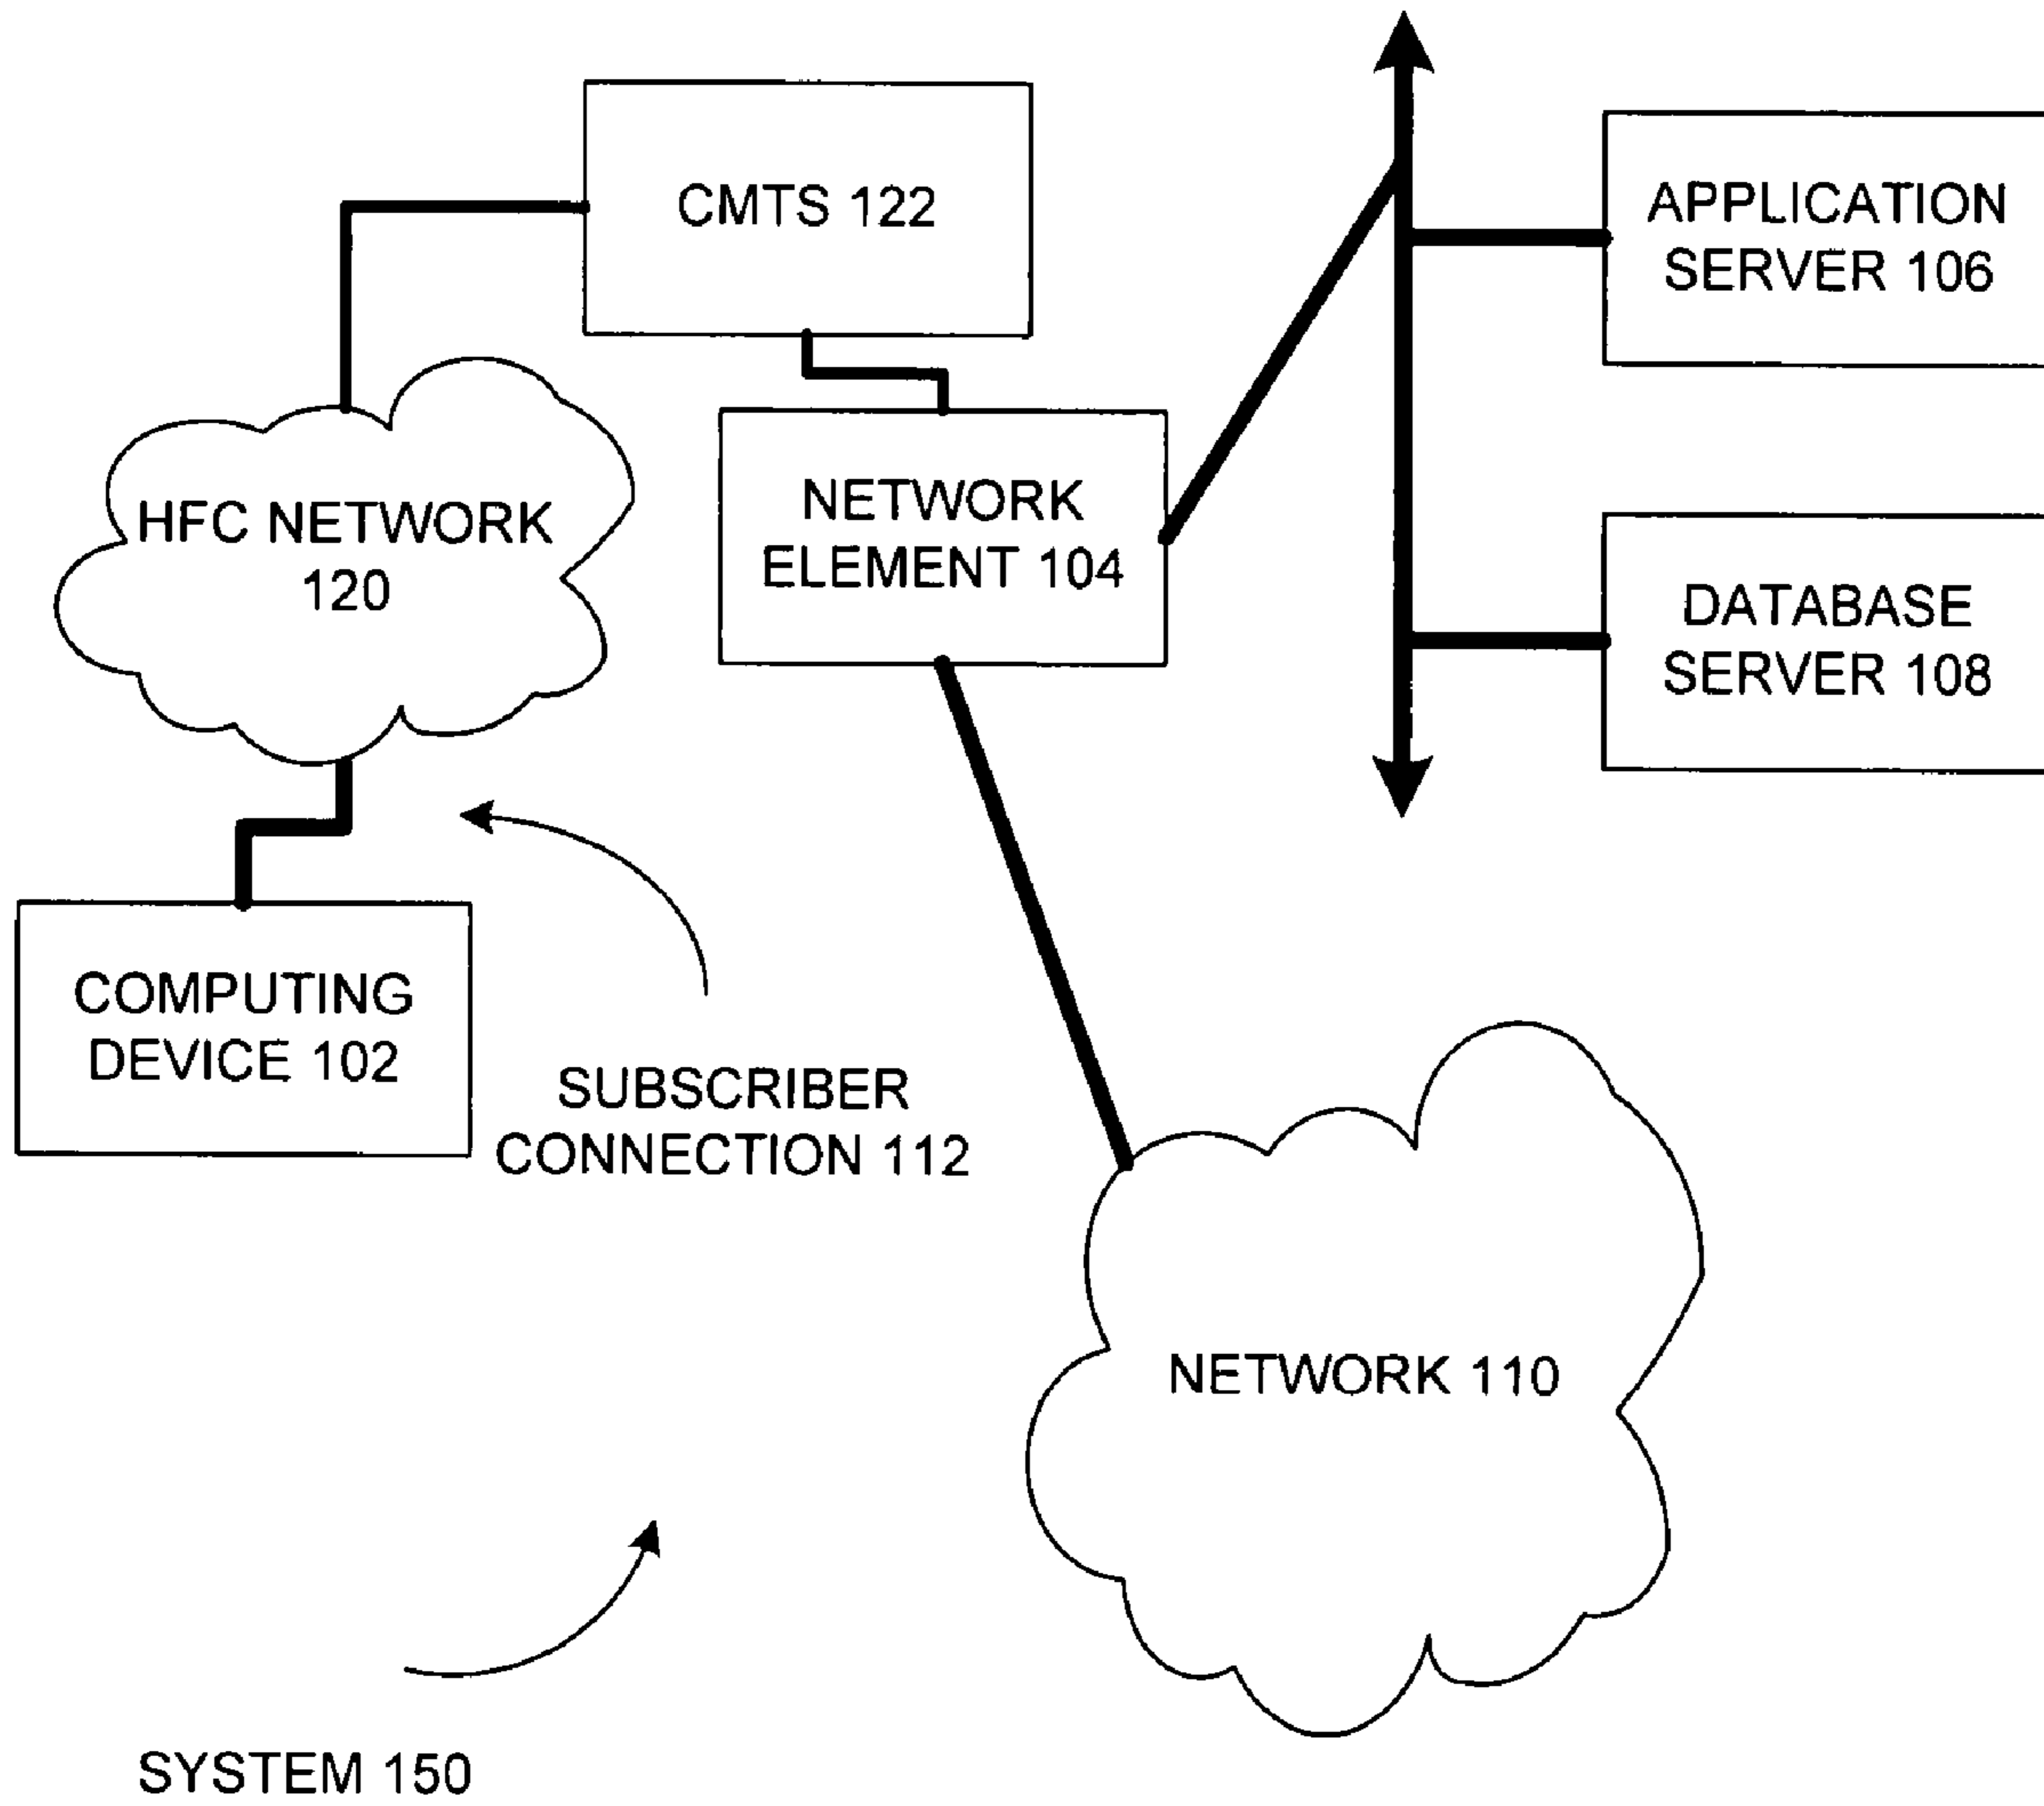 CMTS 122
APPLICATION
SERVER 106
HFC NETWORK
120
NETWORK
ELEMENT 104
DATABASE
SERVER 108
COMPUTING
DEVICE 102
SUBSCRIBER
CONNECTION 112
NETWORK 110
SYSTEM 150